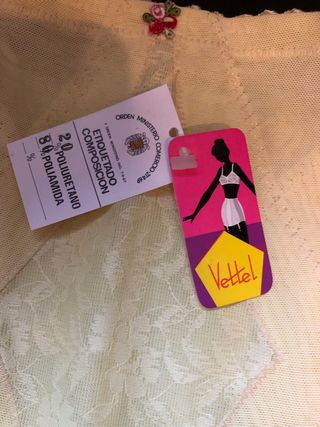 ORDEN MINISTERIO COMERCIO
ETIQUETADO
COMPOSICION
20 % POLIURETANO
80 % POLIAMIDA
%
Vettel